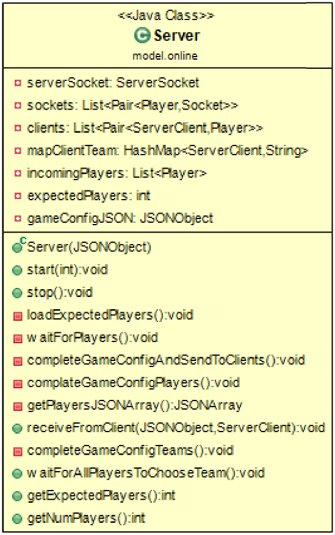 <<Java Class>>
C Server
model.online
serverSocket: ServerSocket
sockets: List<Pair<Player,Socket>>
clients: List<Pair<ServerClient,Player>>
mapClientTeam: HashMap<ServerClient,String>
incomingPlayers: List<Player>
expectedPlayers: int
gameConfigJSON: JSONObject
C Server(JSONObject)
start(int):void
stop():void
loadExpectedPlayers():void
waitForPlayers():void
completeGameConfigAndSendToClients():void
complateGameConfigPlayers():void
getPlayersJSONArray():JSONArray
receiveFromClient(JSONObject,ServerClient):void
completeGameConfigTeams():void
waitForAllPlayersToChooseTeam():void
getExpectedPlayers():int
getNumPlayers():int